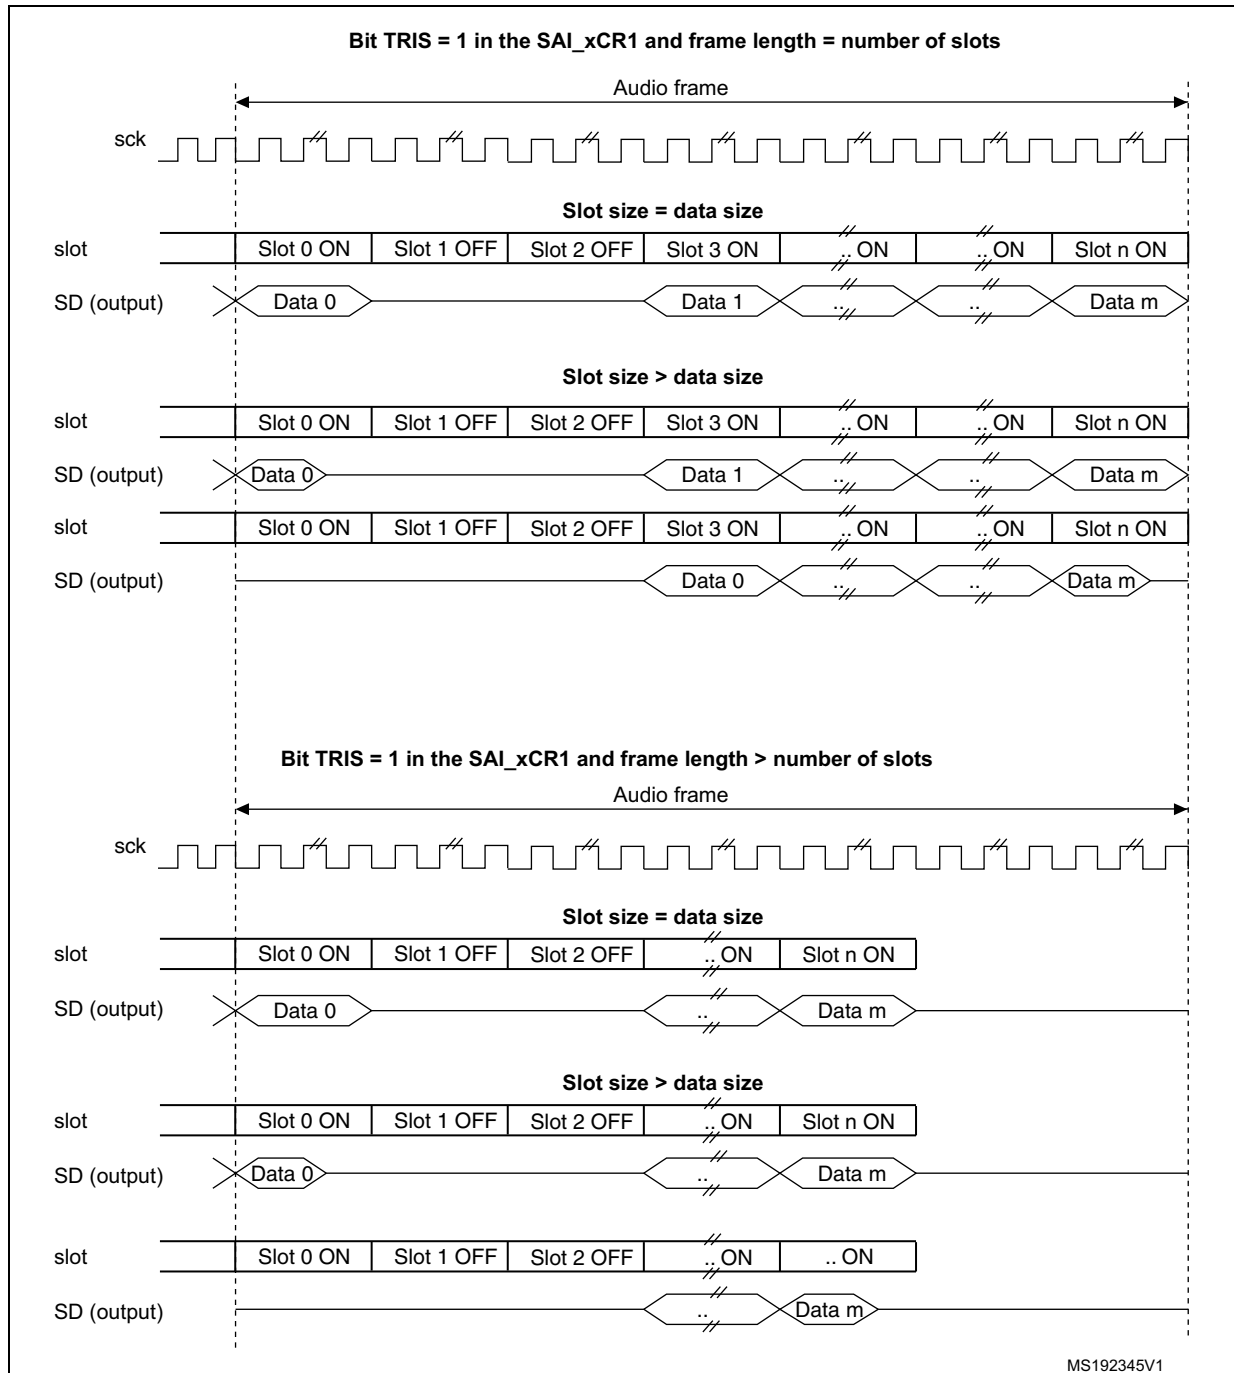 Bit TRIS = 1 in the SAI_xCR1 and frame length = number of slots
Audio frame
sck
Slot size = data size
slot Slot 0 ON Slot 1 OFF Slot 2 OFF Slot 3 ON .. ON .. ON Slot n ON
SD (output) Data 0 Data 1 .. .. Data m
Slot size > data size
slot Slot 0 ON Slot 1 OFF Slot 2 OFF Slot 3 ON .. ON .. ON Slot n ON
SD (output) Data 0 Data 1 .. .. Data m
slot Slot 0 ON Slot 1 OFF Slot 2 OFF Slot 3 ON .. ON .. ON Slot n ON
SD (output) Data 0 .. .. Data m
Bit TRIS = 1 in the SAI_xCR1 and frame length > number of slots
Audio frame
sck
Slot size = data size
slot Slot 0 ON Slot 1 OFF Slot 2 OFF .. ON Slot n ON
SD (output) Data 0 .. Data m
Slot size > data size
slot Slot 0 ON Slot 1 OFF Slot 2 OFF .. ON Slot n ON
SD (output) Data 0 .. Data m
slot Slot 0 ON Slot 1 OFF Slot 2 OFF .. ON .. ON
SD (output) .. Data m
MS192345V1